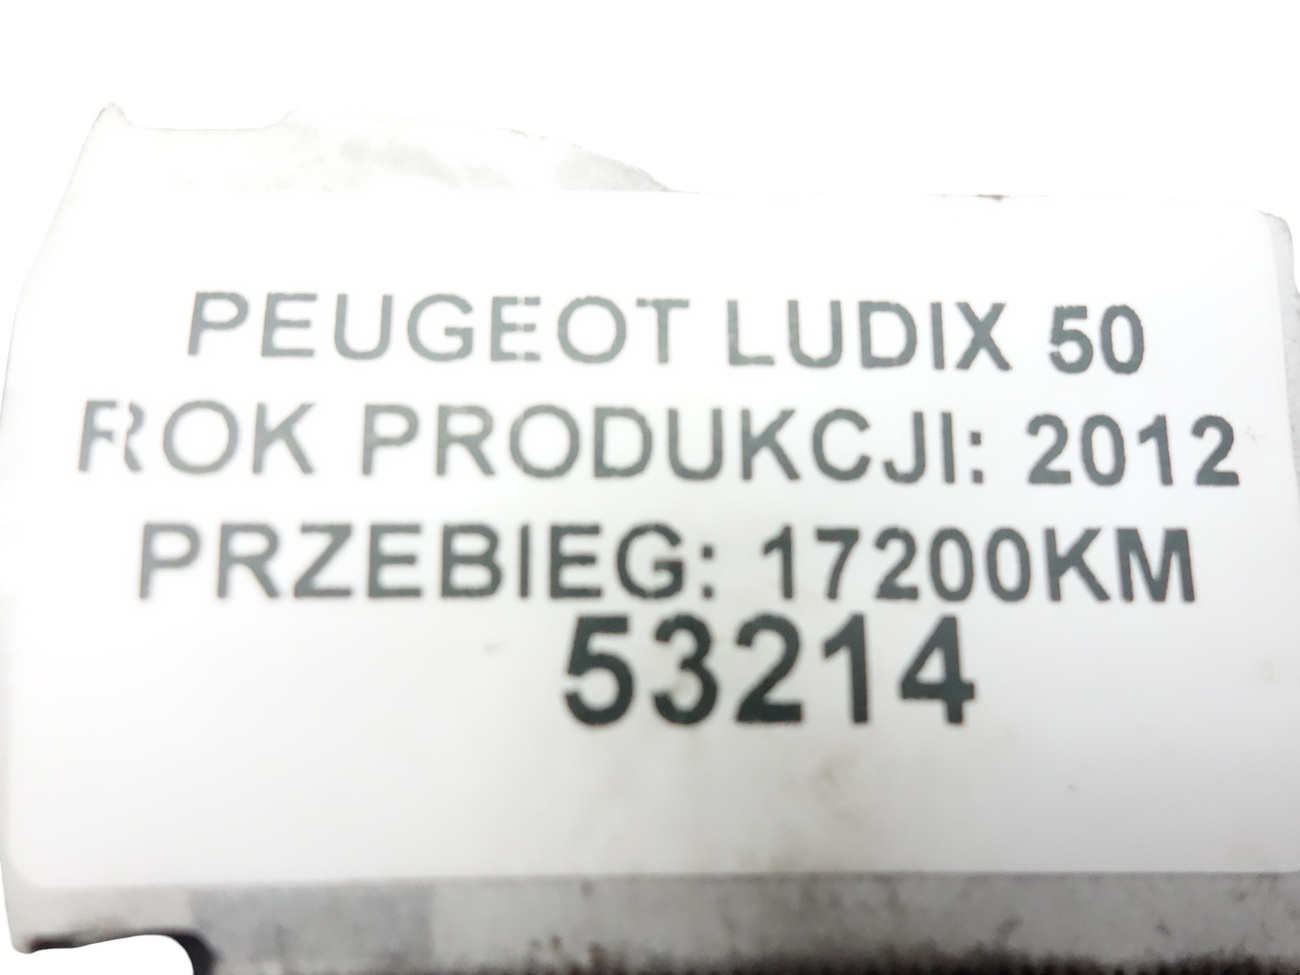 PEUGEOT LUDIX 50
ROK PRODUKCJI: 2012
PRZEBIEG: 17200KM
53214